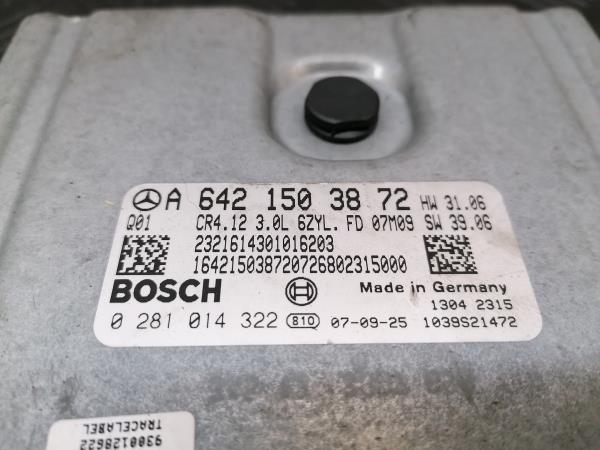 A 642 150 38 72 HW 31.06
Q01 CR4.12 3.0L 6ZYL. FD 07M09 SW 39.06
2321614301016203
16421503872072680231５000
BOSCH Made in Germany
1304 2315
0 281 014 322 810 07-09-25 1039S21472
9300128622
TRACELABEL